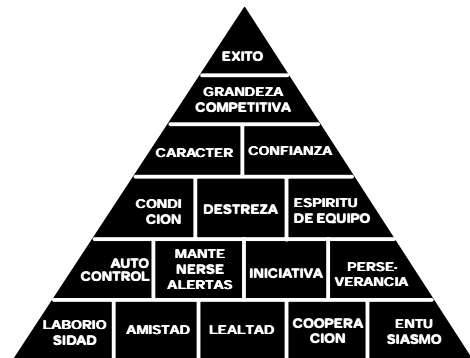 EXITO
GRANDEZA
COMPETITIVA
CARACTER
CONFIANZA
CONDI
CION
DESTREZA
ESPIRITU
DE EQUIPO
AUTO
CONTROL
MANTE
NERSE
ALERTAS
INICIATIVA
PERSE-
VERANCIA
LABORIO
SIDAD
AMISTAD
LEALTAD
COOPERA
CION
ENTU
SIASMO